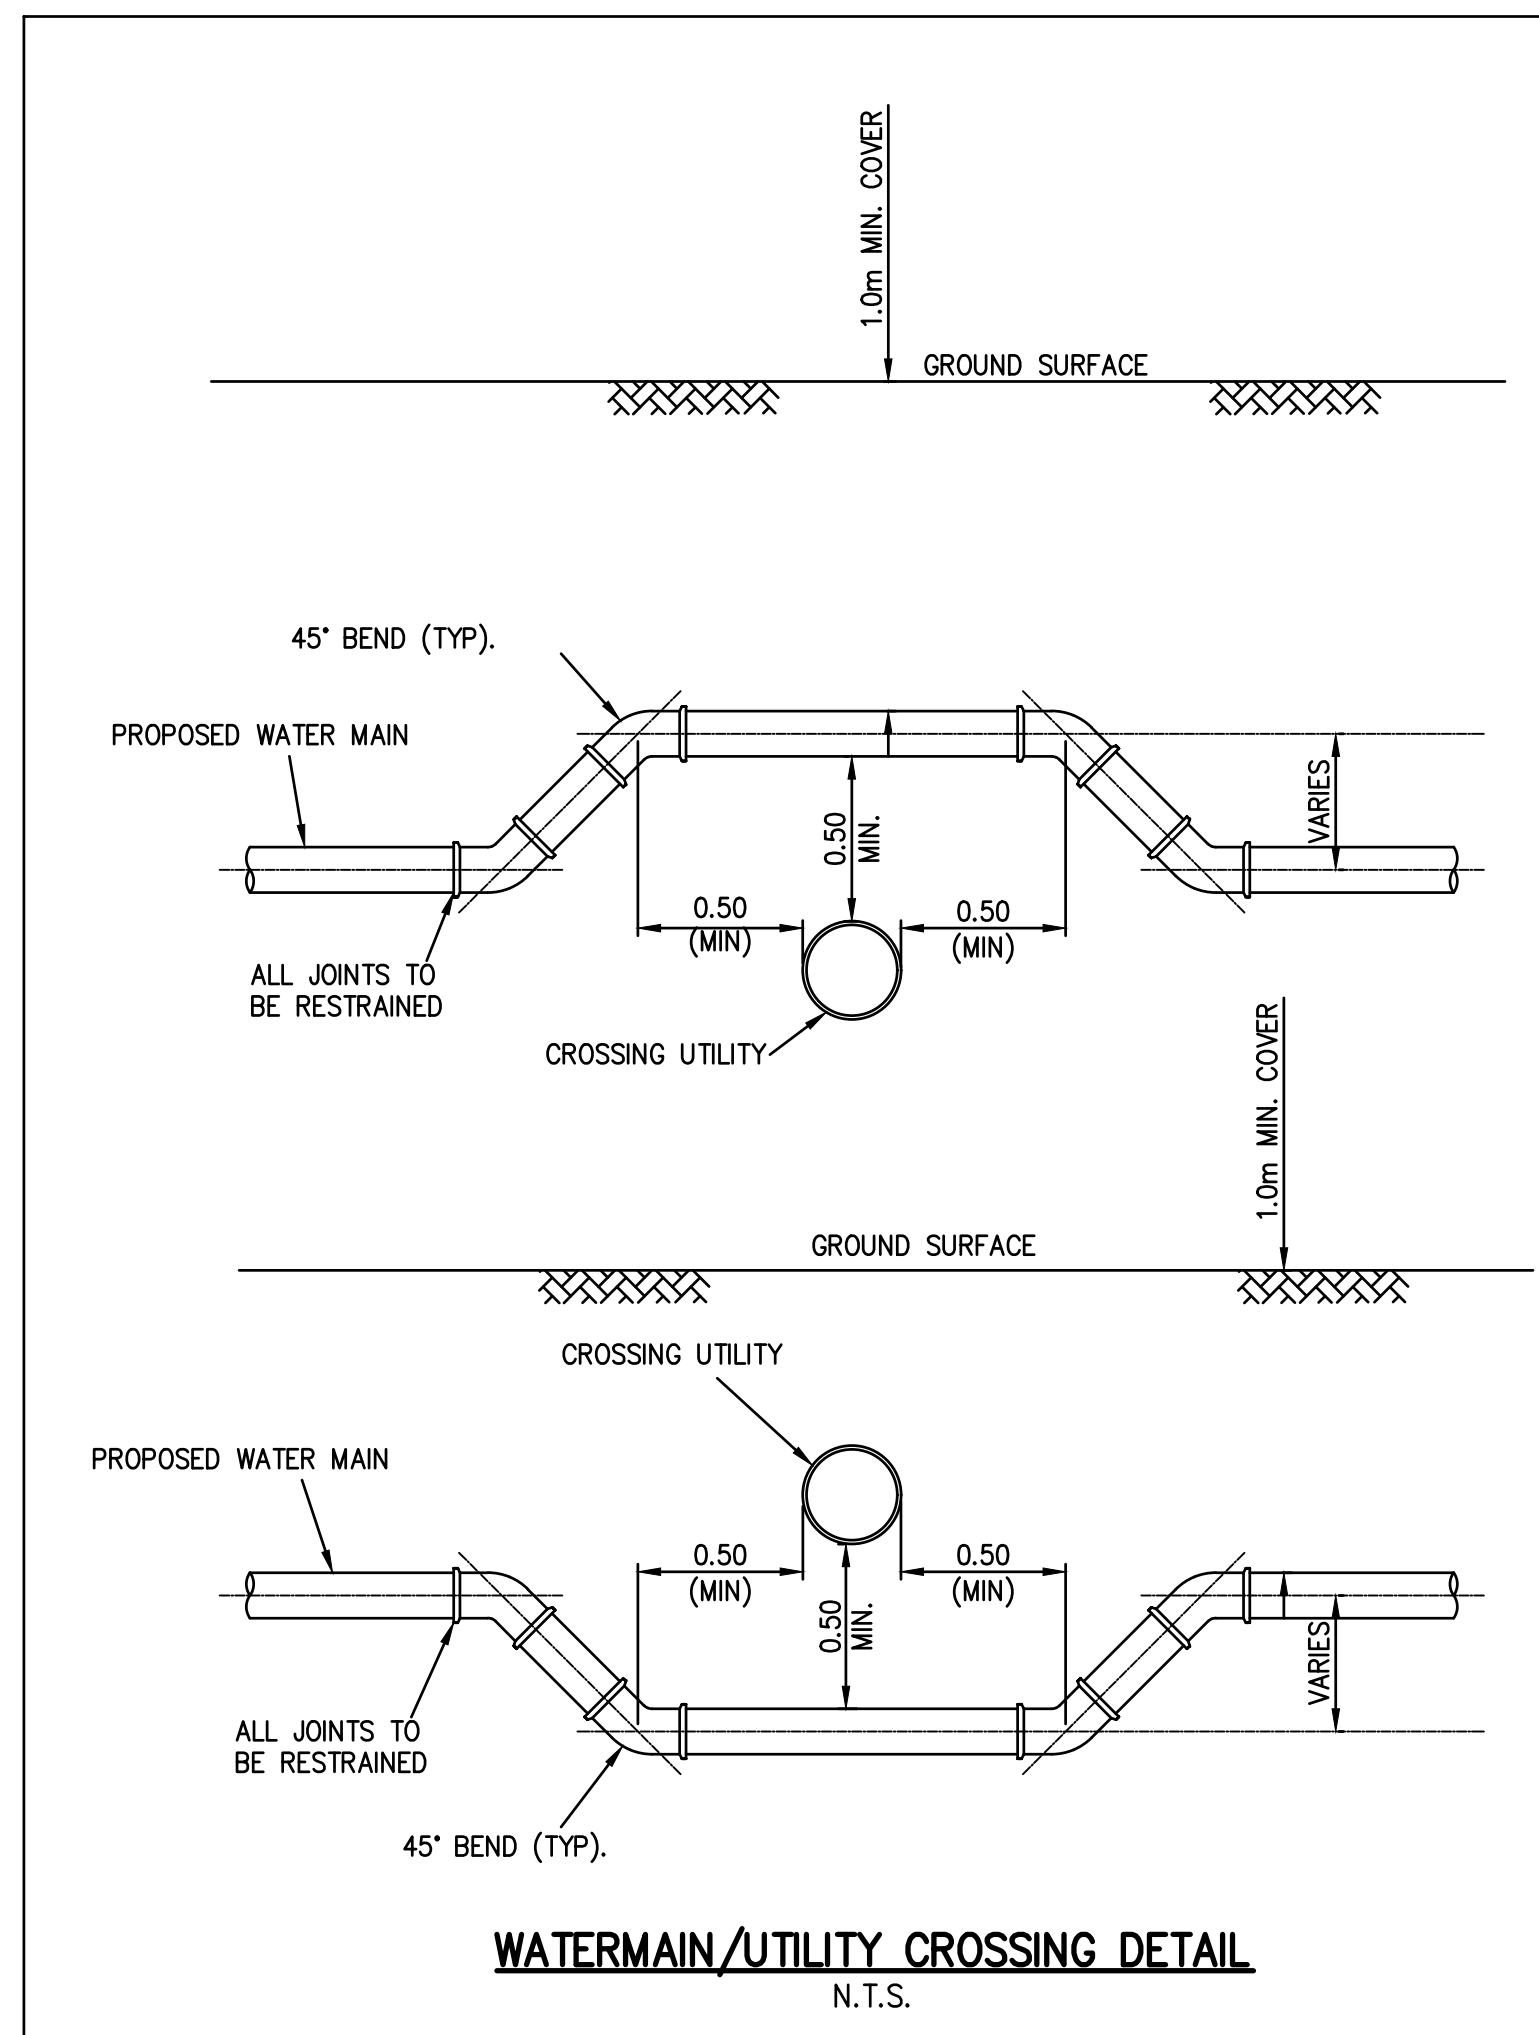 1.0m MIN. COVER
GROUND SURFACE
45° BEND (TYP).
PROPOSED WATER MAIN
VARIES
0.50
MIN.
0.50
(MIN)
0.50
(MIN)
ALL JOINTS TO
BE RESTRAINED
CROSSING UTILITY
1.0m MIN. COVER
GROUND SURFACE
CROSSING UTILITY
PROPOSED WATER MAIN
0.50
(MIN)
0.50
(MIN)
0.50
MIN.
VARIES
ALL JOINTS TO
BE RESTRAINED
45° BEND (TYP).
WATERMAIN/UTILITY CROSSING DETAIL
N.T.S.